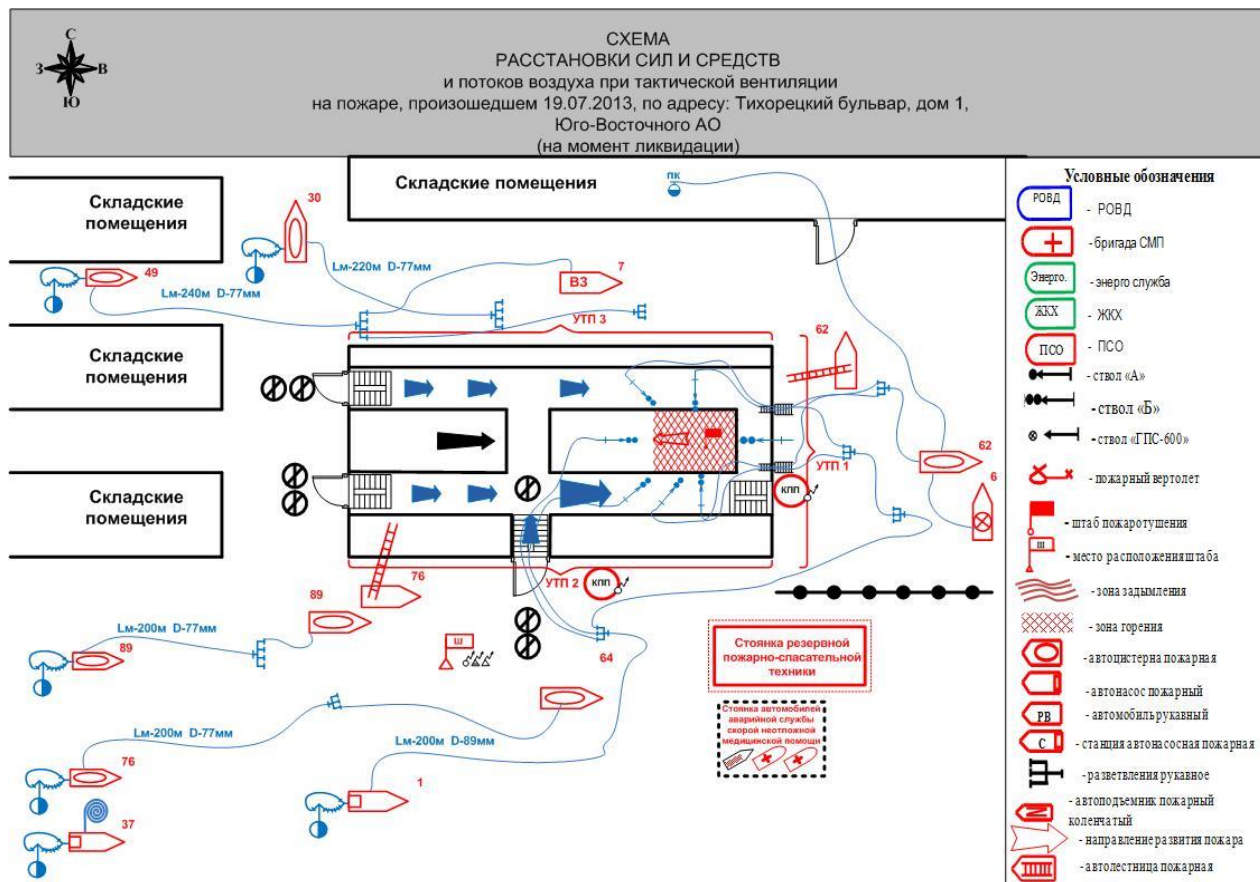 СХЕМА
РАССТАНОВКИ СИЛ И СРЕДСТВ
и потоков воздуха при тактической вентиляции
на пожаре, произошедшем 19.07.2013, по адресу: Тихорецкий бульвар, дом 1,
Юго-Восточного АО
(на момент ликвидации)
С
З
В
Ю
Складские
помещения
30
49
Lм-220м D-77мм
Lм-240м D-77мм
Складские помещения
пк
7
В3
УТП 3
62
Складские
помещения
Складские
помещения
УТП 1
КПП
62
6
УТП 2
КПП
76
89
Lм-200м D-77мм
89
Ш
64
Стоянка резервной
пожарно-спасательной
техники
Стоянка автомобилей
аварийной службы
скорой неотложной
медицинской помощи
Lм-200м D-77мм
Lм-200м D-89мм
76
1
37
Условные обозначения
РОВД - РОВД
- бригада СМП
Энерго. - энерго служба
ЖКХ - ЖКХ
ПСО - ПСО
- ствол «А»
- ствол «Б»
- ствол «ГПС-600»
- пожарный вертолет
- штаб пожаротушения
Ш - место расположения штаба
- зона задымления
- зона горения
- автоцистерна пожарная
- автонасос пожарный
РВ - автомобиль рукавный
С - станция автонасосная пожарная
- разветвления рукавное
- автоподъемник пожарный
коленчатый
- направление развития пожара
- автолестница пожарная